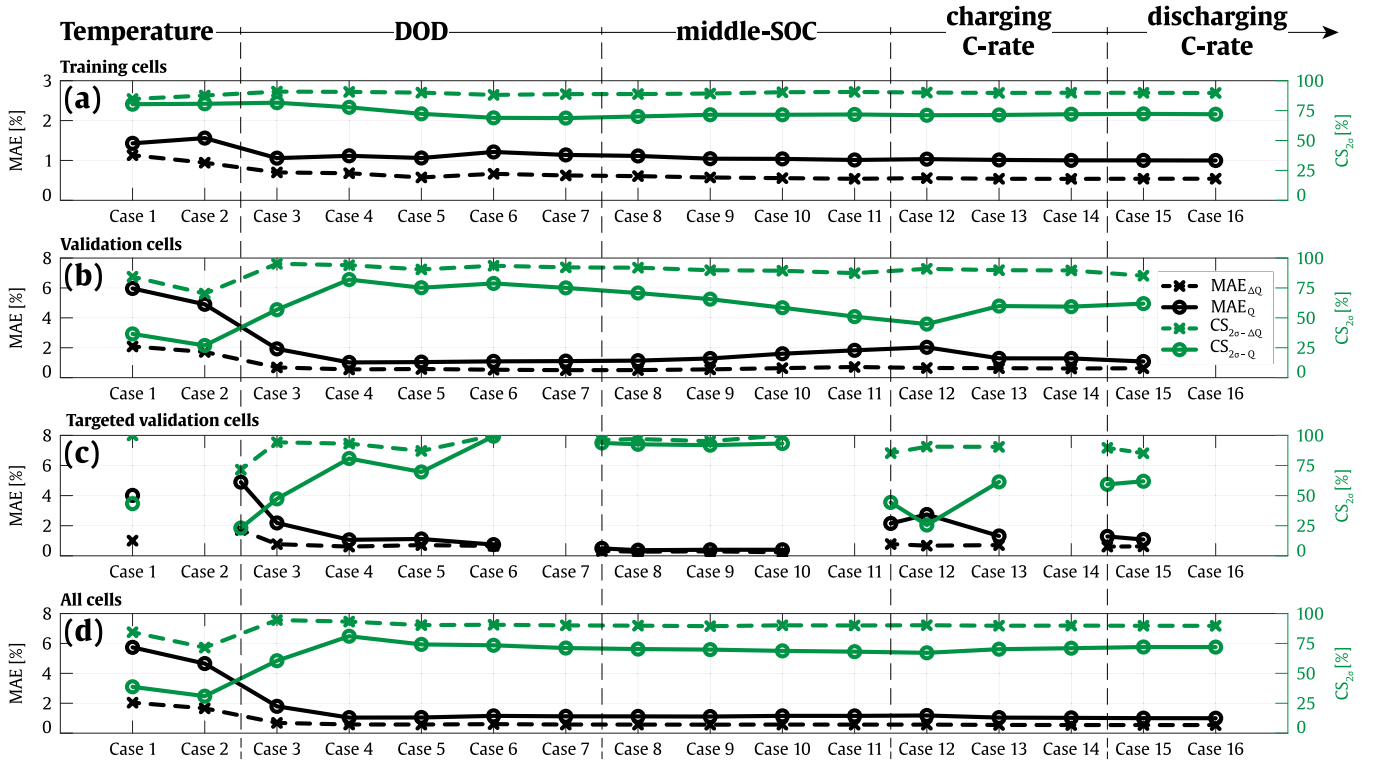 Temperature DOD middle-SOC charging C-rate discharging C-rate
Training cells
(a)
MAE [%]
3
2
1
0
100
75
50
25
0
CS2σ [%]
Case 1 Case 2 Case 3 Case 4 Case 5 Case 6 Case 7 Case 8 Case 9 Case 10 Case 11 Case 12 Case 13 Case 14 Case 15 Case 16
Validation cells
(b)
MAE [%]
8
6
4
2
0
100
75
50
25
0
CS2σ [%]
MAEΔQ
MAEQ
CS2σ-ΔQ
CS2σ-Q
Case 1 Case 2 Case 3 Case 4 Case 5 Case 6 Case 7 Case 8 Case 9 Case 10 Case 11 Case 12 Case 13 Case 14 Case 15 Case 16
Targeted validation cells
(c)
MAE [%]
8
6
4
2
0
100
75
50
25
0
CS2σ [%]
Case 1 Case 2 Case 3 Case 4 Case 5 Case 6 Case 7 Case 8 Case 9 Case 10 Case 11 Case 12 Case 13 Case 14 Case 15 Case 16
All cells
(d)
MAE [%]
8
6
4
2
0
100
75
50
25
0
CS2σ [%]
Case 1 Case 2 Case 3 Case 4 Case 5 Case 6 Case 7 Case 8 Case 9 Case 10 Case 11 Case 12 Case 13 Case 14 Case 15 Case 16